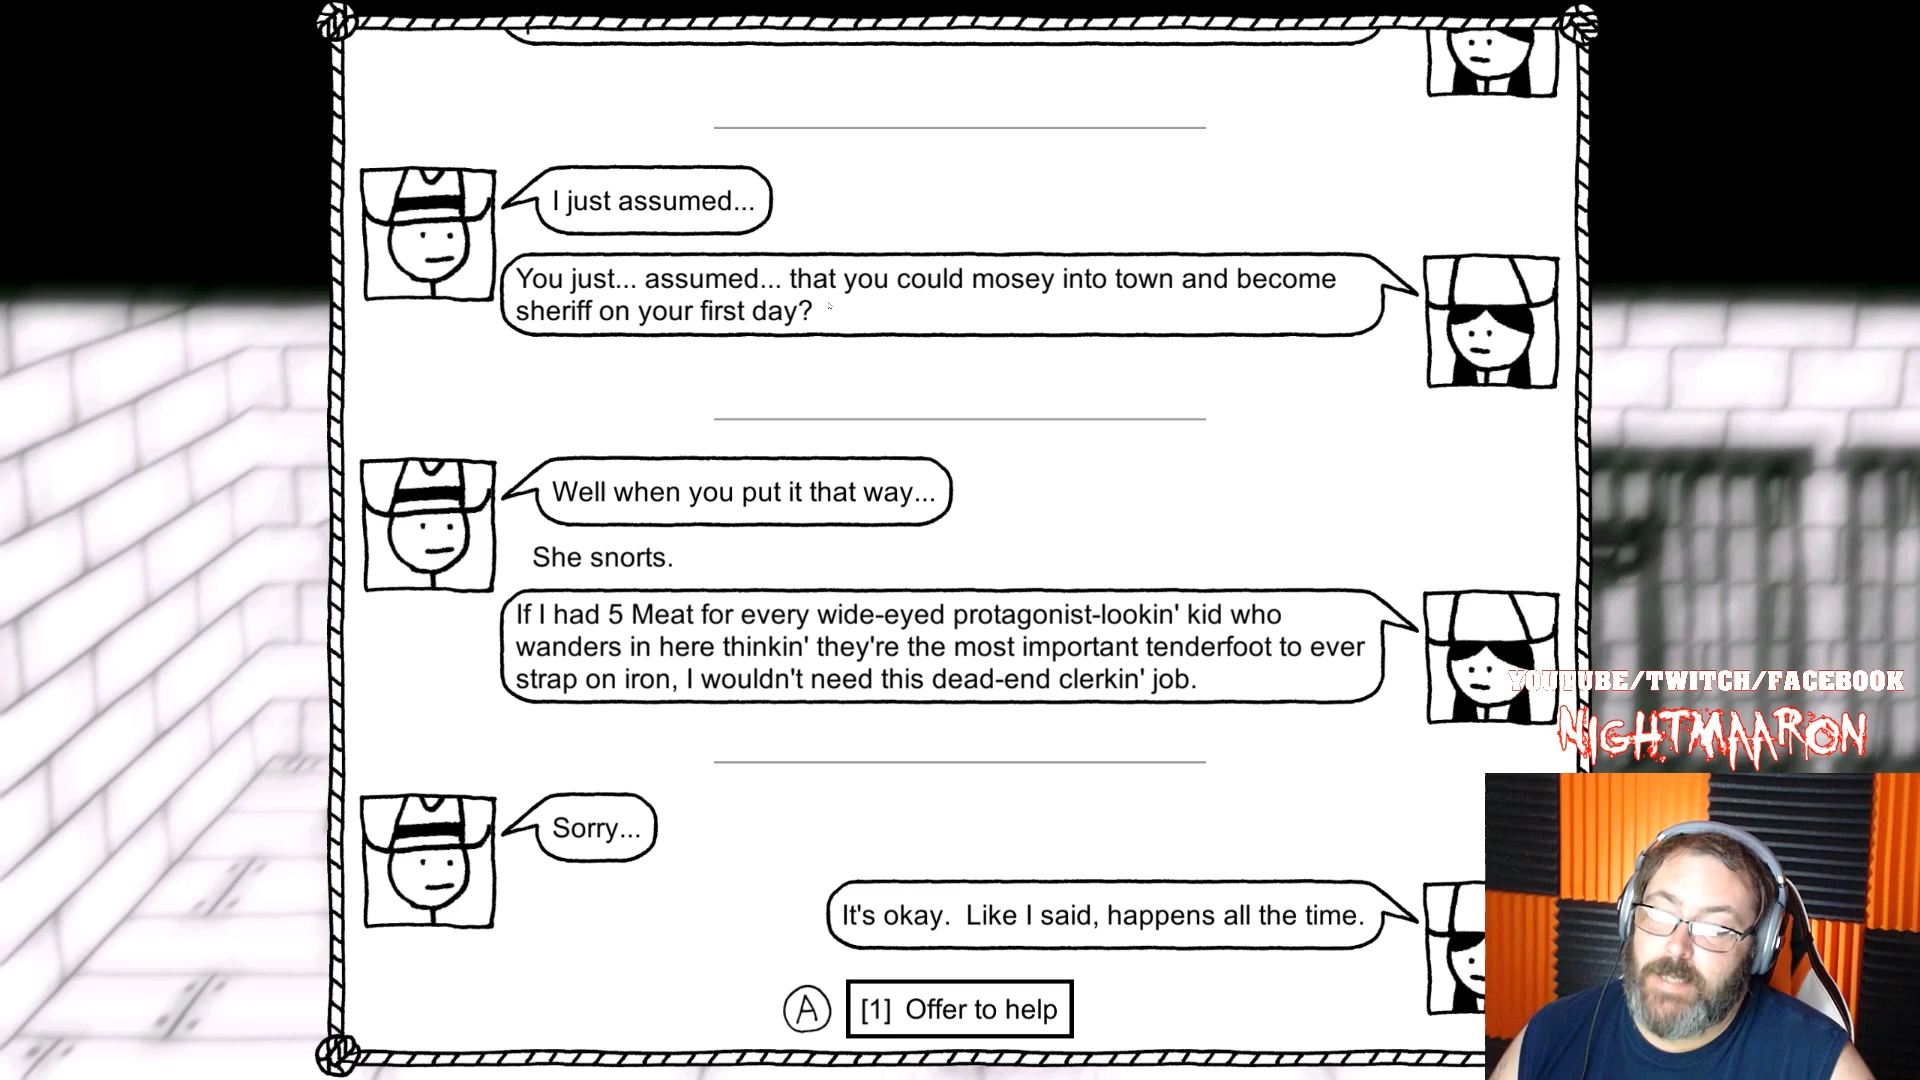 I just assumed...
You just... assumed... that you could mosey into town and become
sheriff on your first day?
Well when you put it that way...
She snorts.
If I had 5 Meat for every wide-eyed protagonist-lookin' kid who
wanders in here thinkin' they're the most important tenderfoot to ever
strap on iron, I wouldn't need this dead-end clerkin' job.
YOUTUBE/TWITCH/FACEBOOK
NIGHTMAARON
Sorry...
It's okay.  Like I said, happens all the time.
A [1]  Offer to help